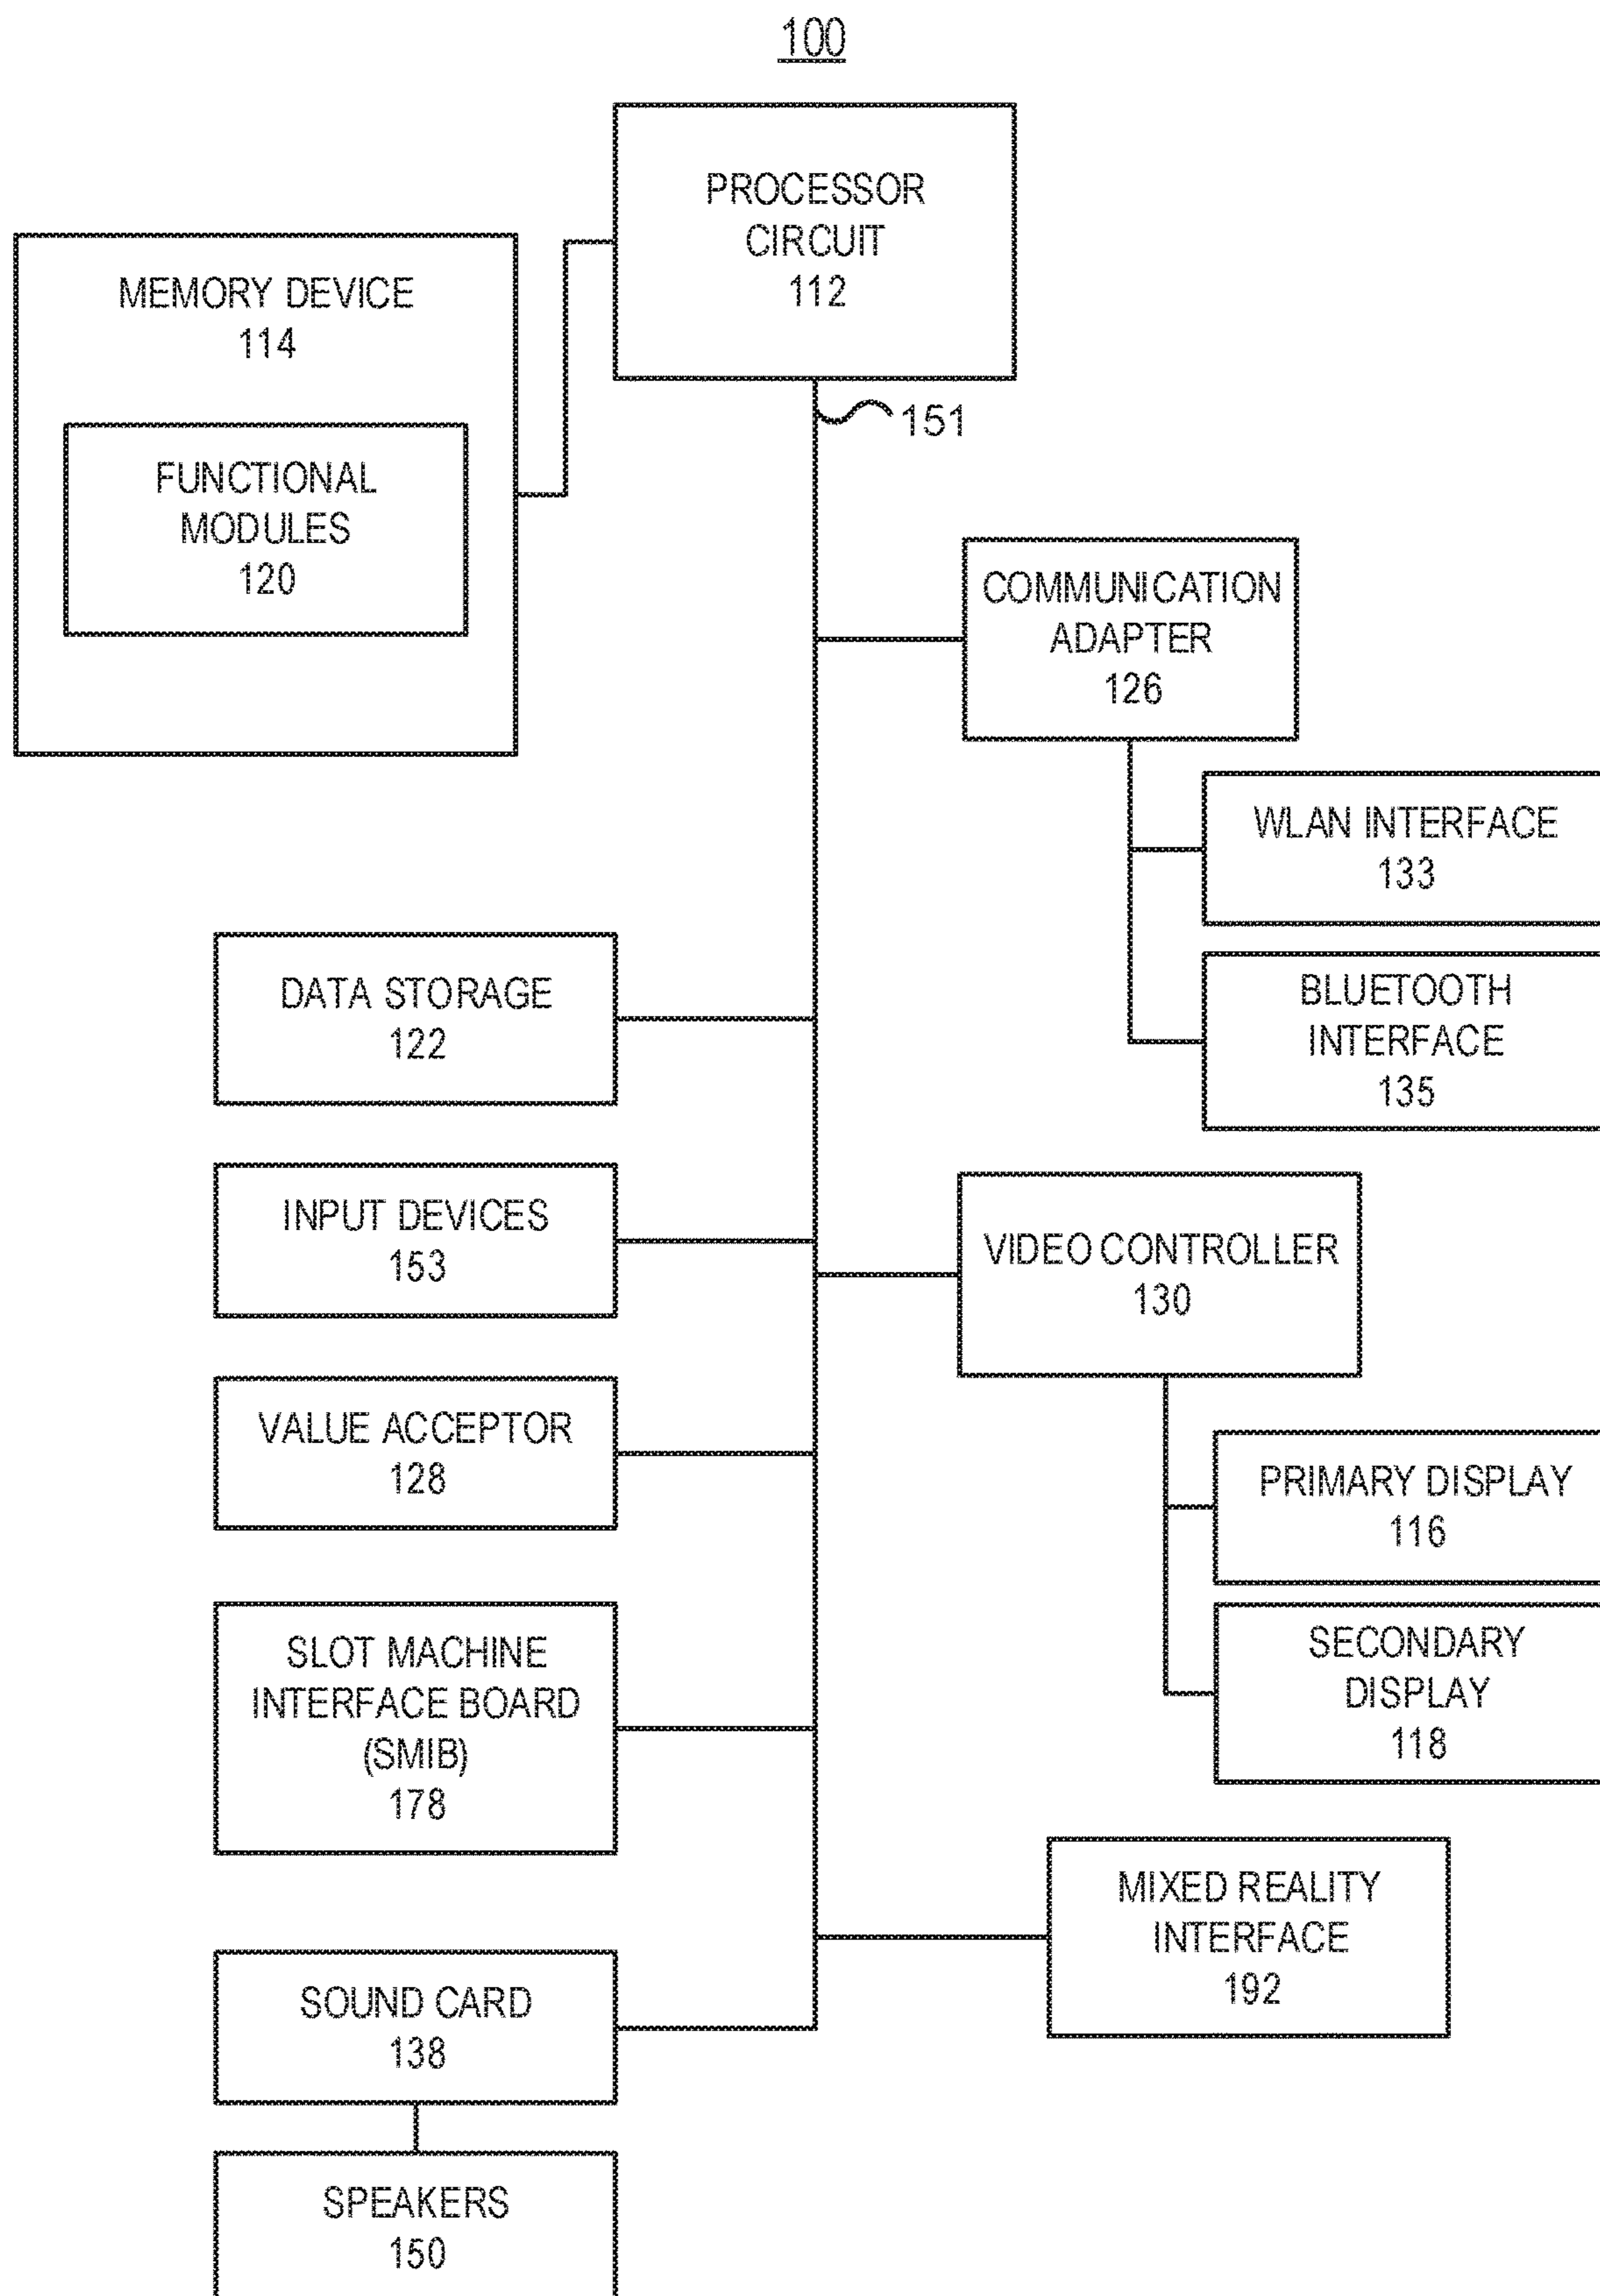 100
PROCESSOR
CIRCUIT
112
MEMORY DEVICE
114
FUNCTIONAL
MODULES
120
151
COMMUNICATION
ADAPTER
126
WLAN INTERFACE
133
BLUETOOTH
INTERFACE
135
DATA STORAGE
122
INPUT DEVICES
153
VIDEO CONTROLLER
130
VALUE ACCEPTOR
128
PRIMARY DISPLAY
116
SECONDARY
DISPLAY
118
SLOT MACHINE
INTERFACE BOARD
(SMIB)
178
MIXED REALITY
INTERFACE
192
SOUND CARD
138
SPEAKERS
150